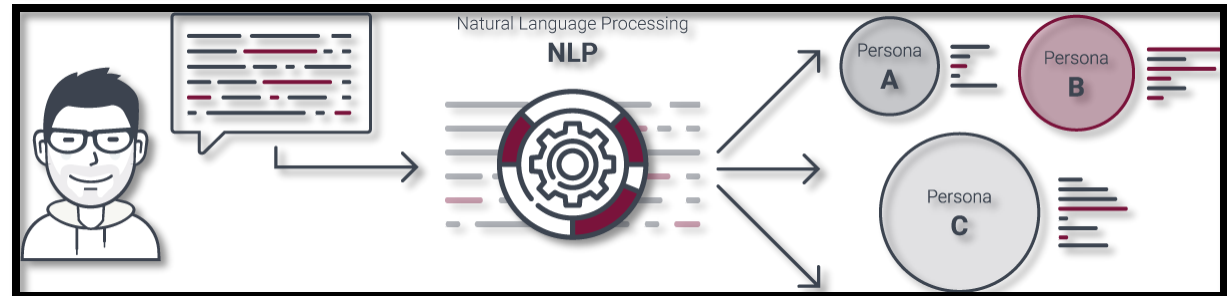 Natural Language Processing
NLP
Persona
A
Persona
B
Persona
C